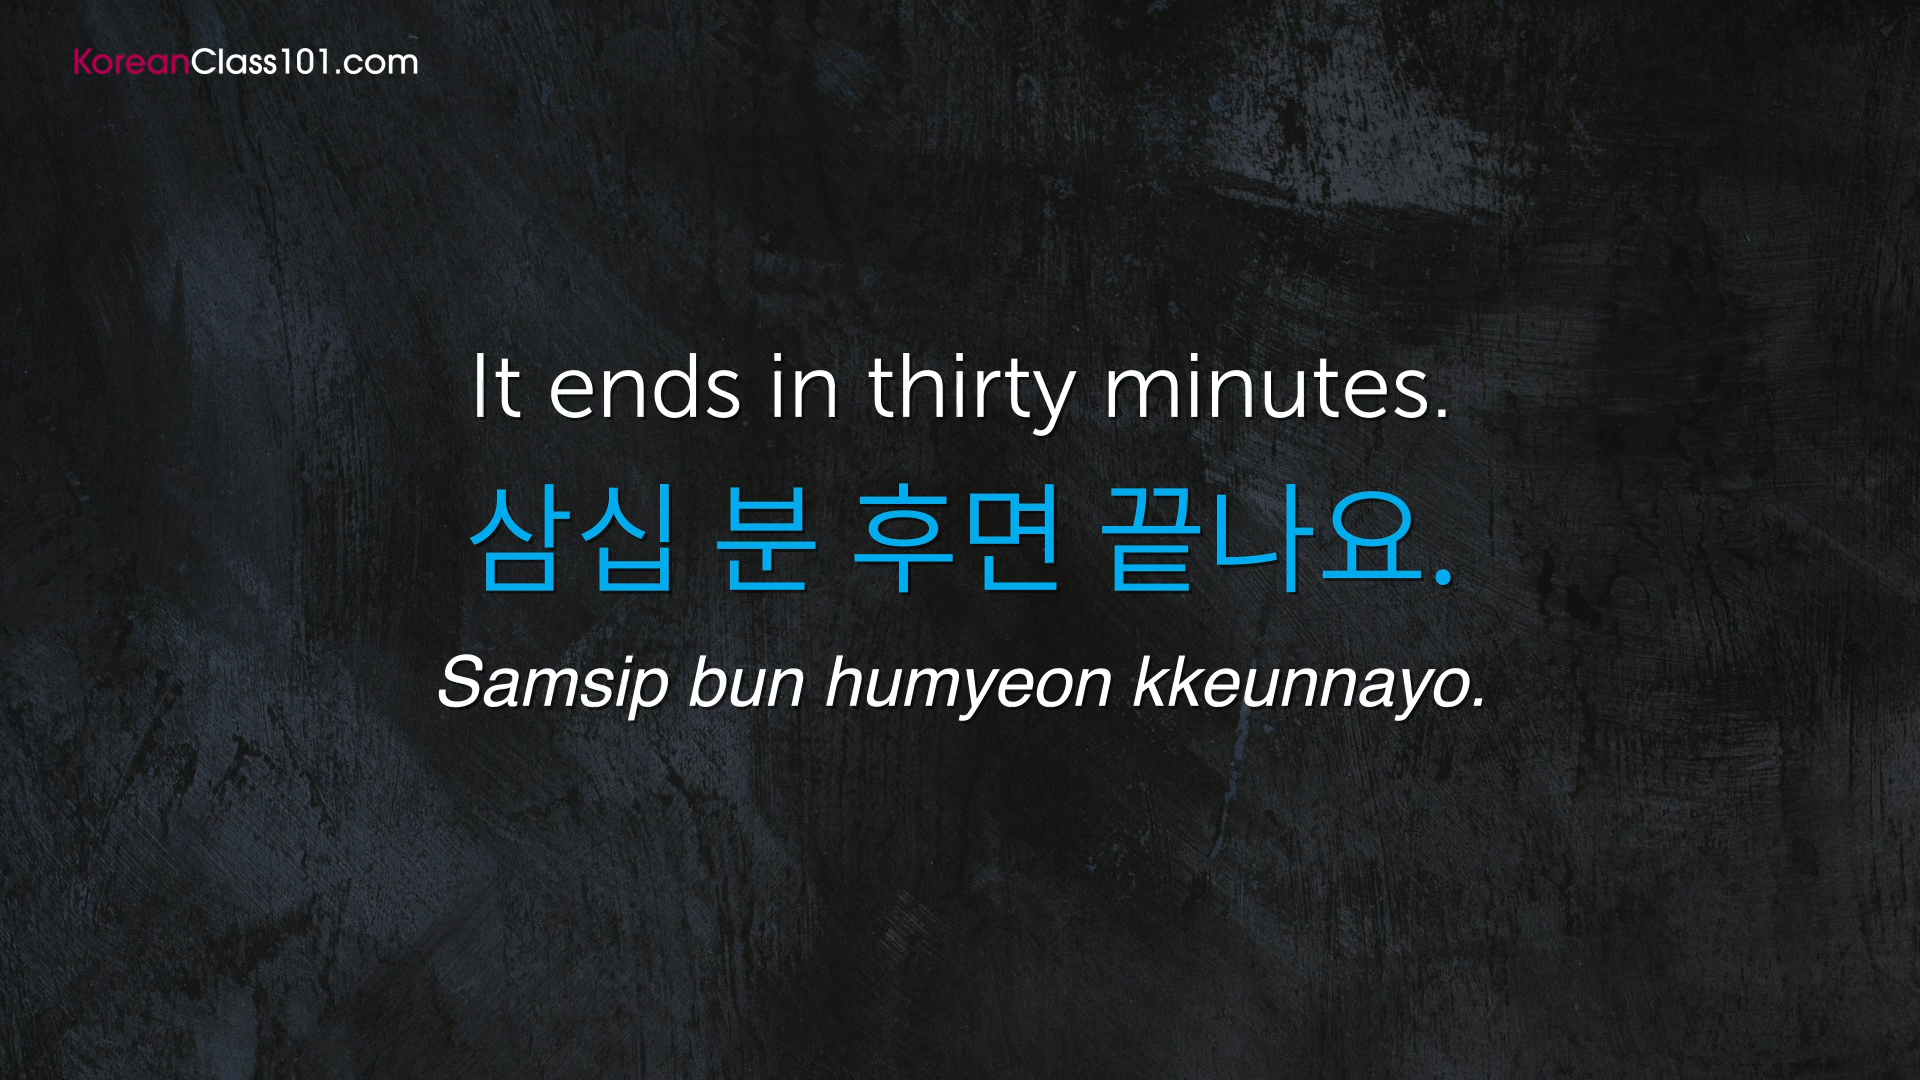 KoreanClass101.com
It ends in thirty minutes.
삼십 분 후면 끝나요.
Samsip bun humyeon kkeunnayo.